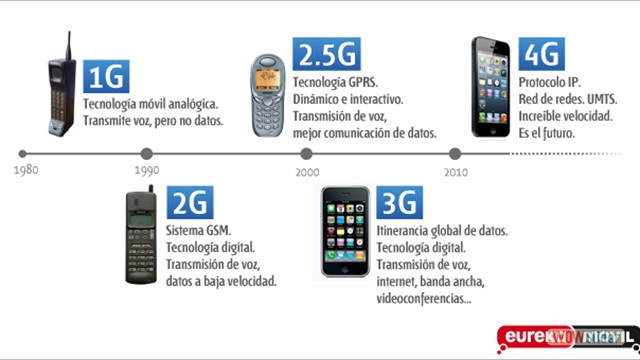 1G
Tecnología móvil analógica.
Transmite voz, pero no datos.
2.5G
Tecnología GPRS.
Dinámico e interactivo.
Transmisión de voz,
mejor comunicación de datos.
4G
Protocolo IP.
Red de redes. UMTS.
Increíble velocidad.
Es el futuro.
1980
1990
2000
2010
2G
Sistema GSM.
Tecnología digital.
Transmisión de voz,
datos a baja velocidad.
3G
Itinerancia global de datos.
Tecnología digital.
Transmisión de voz,
internet, banda ancha,
videoconferencias...